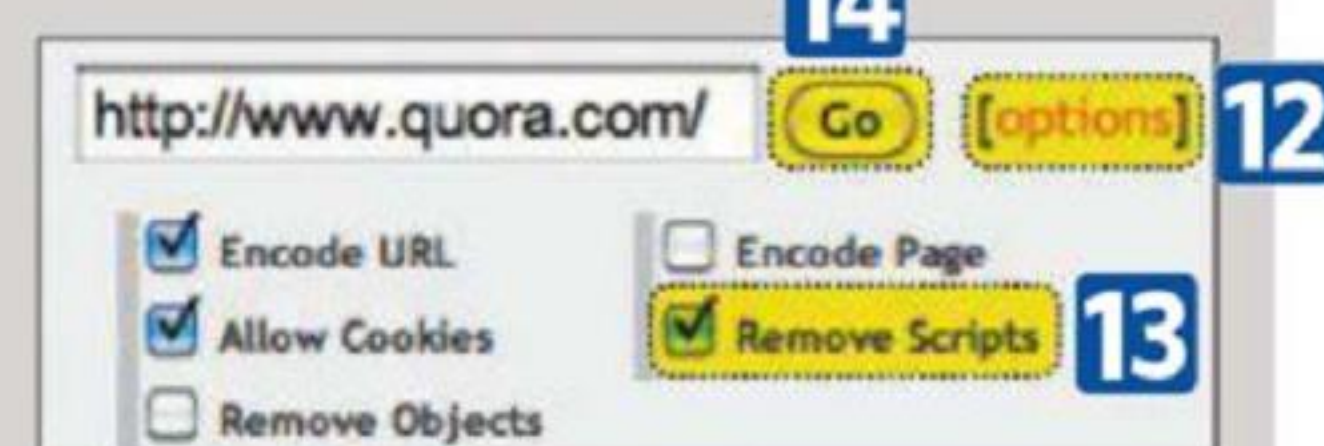 14
http://www.quora.com/ Go [options] 12
Encode URL Encode Page
Allow Cookies Remove Scripts 13
Remove Objects